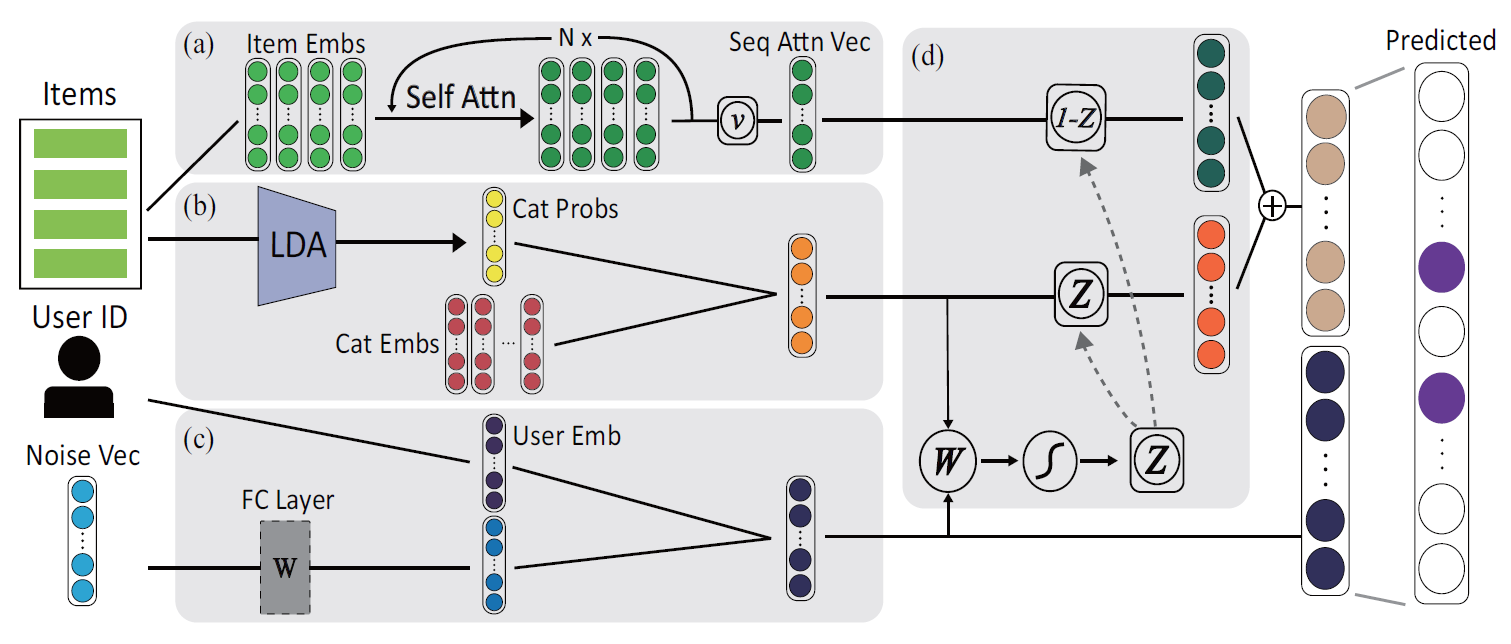 Items
User ID
Noise Vec
(a)
Item Embs
Self Attn
N x
v
Seq Attn Vec
(b)
LDA
Cat Probs
Cat Embs
(c)
FC Layer
W
User Emb
(d)
1-Z
Z
W
Z
Predicted